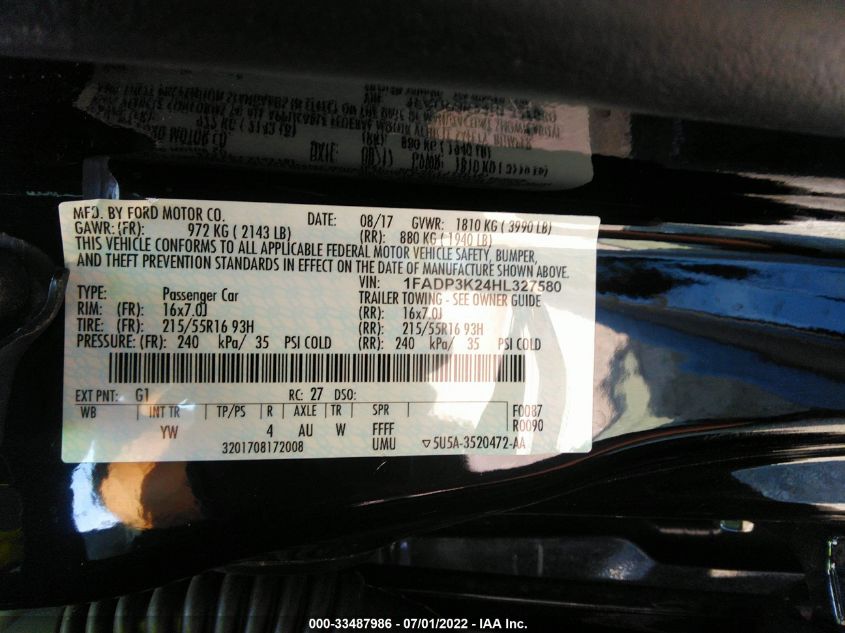 MFD. BY FORD MOTOR CO. DATE: 08/17 GVWR: 1810 KG ( 3990 LB)
GAWR: (FR): 972 KG ( 2143 LB) (RR): 880 KG ( 1940 LB)
THIS VEHICLE CONFORMS TO ALL APPLICABLE FEDERAL MOTOR VEHICLE SAFETY, BUMPER,
AND THEFT PREVENTION STANDARDS IN EFFECT ON THE DATE OF MANUFACTURE SHOWN ABOVE.
VIN: 1FADP3K24HL327580
TYPE: Passenger Car TRAILER TOWING - SEE OWNER GUIDE
RIM: (FR): 16x7.0J (RR): 16x7.0J
TIRE: (FR): 215/55R16 93H (RR): 215/55R16 93H
PRESSURE: (FR): 240 kPa/ 35 PSI COLD (RR): 240 kPa/ 35 PSI COLD
EXT PNT: G1 RC: 27 DSO:
WB INT TR TP/PS R AXLE TR SPR F0087
YW 4 AU W FFFF R0090
3201708172008 UMU ▽5U5A-3520472-AA
000-33487986 - 07/01/2022 - IAA Inc.